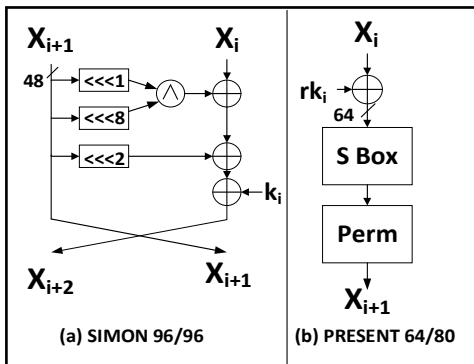 X_{i+1} X_i
48
<<<1
∧
<<<8
<<<2
k_i
X_{i+2} X_{i+1}
(a) SIMON 96/96
X_i
rk_i
64
S Box
Perm
X_{i+1}
(b) PRESENT 64/80